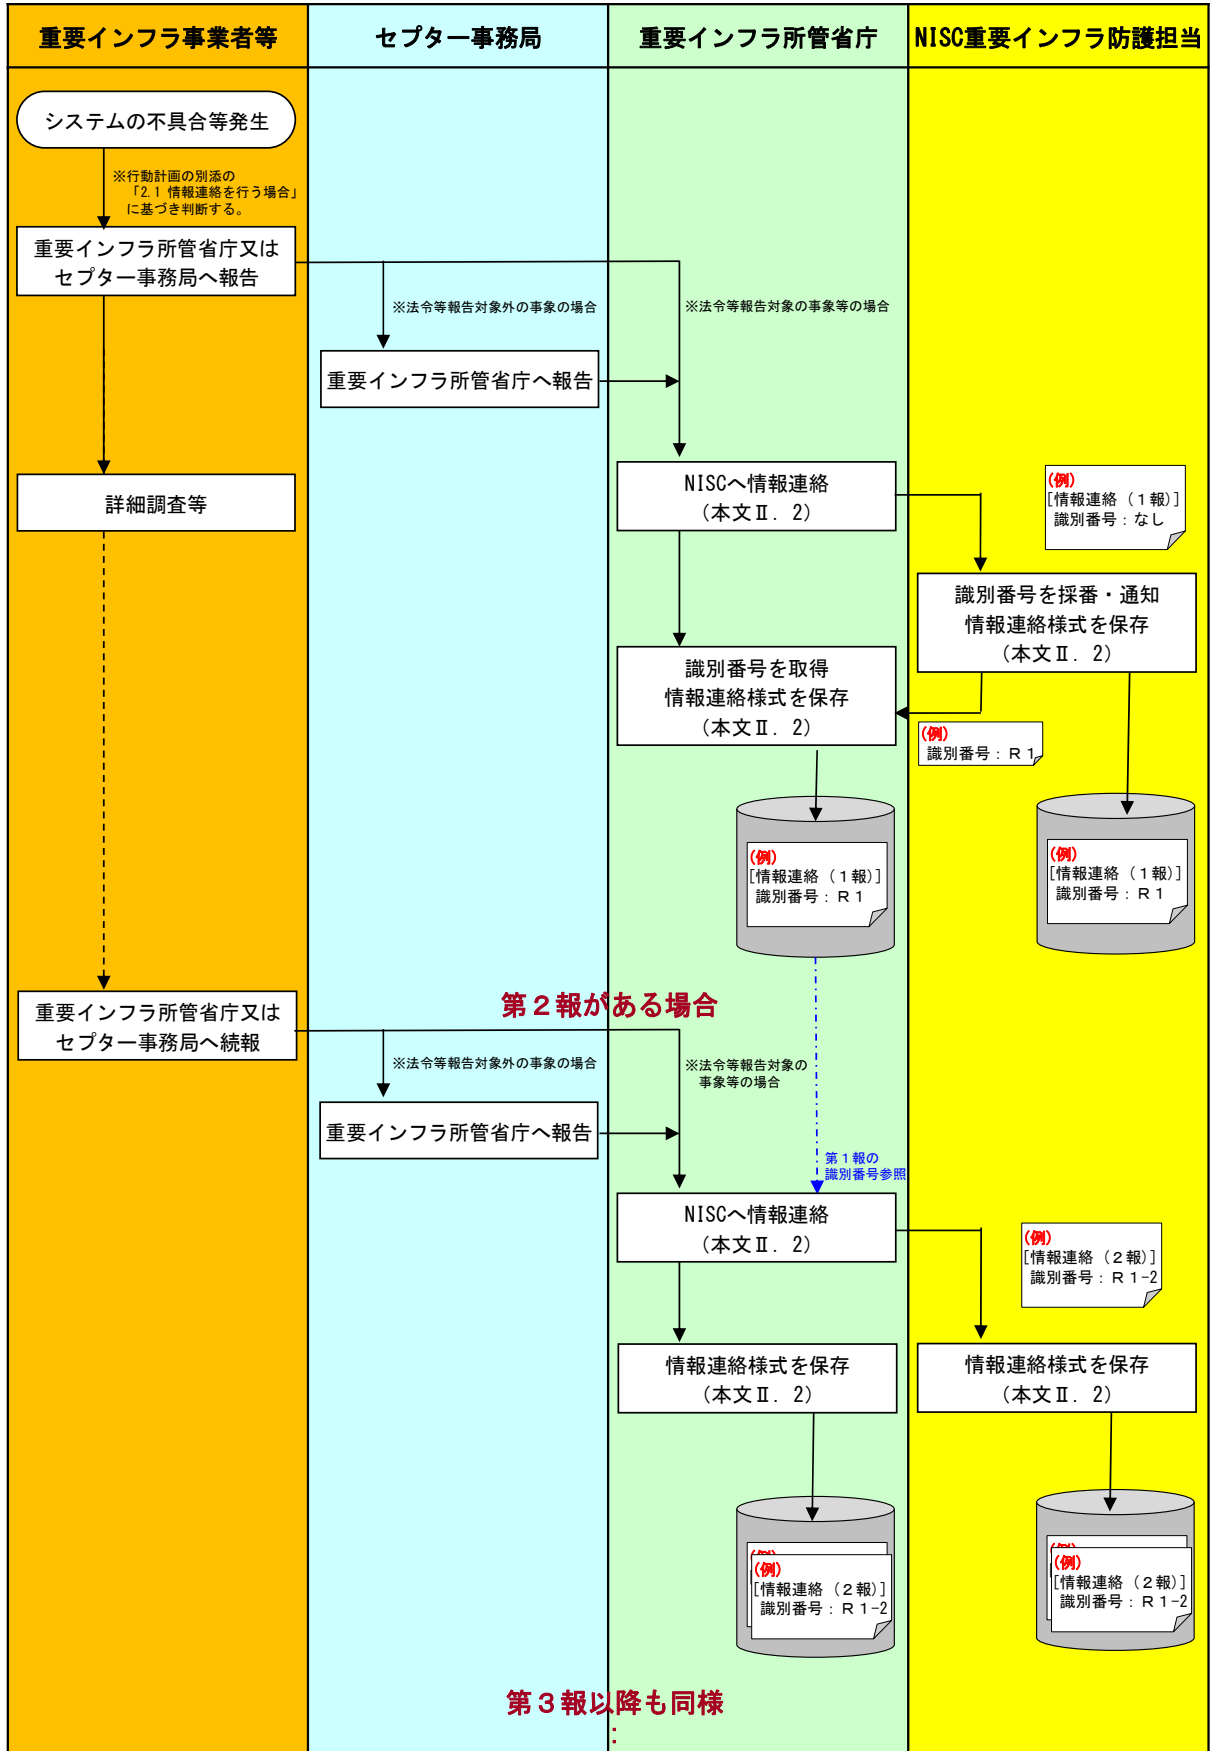 重要インフラ事業者等
セプター事務局
重要インフラ所管省庁
NISC重要インフラ防護担当
システムの不具合等発生
※行動計画の別添の
「2.1 情報連絡を行う場合」
に基づき判断する。
重要インフラ所管省庁又は
セプター事務局へ報告
※法令等報告対象外の事象の場合
※法令等報告対象の事象等の場合
重要インフラ所管省庁へ報告
NISCへ情報連絡
(本文Ⅱ．2)
(例)
[情報連絡（１報)]
識別番号：なし
詳細調査等
識別番号を採番・通知
情報連絡様式を保存
(本文Ⅱ．2)
識別番号を取得
情報連絡様式を保存
(本文Ⅱ．2)
(例)
識別番号：Ｒ１
(例)
[情報連絡（１報)]
識別番号：Ｒ１
(例)
[情報連絡（１報)]
識別番号：Ｒ１
第２報がある場合
重要インフラ所管省庁又は
セプター事務局へ続報
※法令等報告対象外の事象の場合
※法令等報告対象の
事象等の場合
重要インフラ所管省庁へ報告
第１報の
識別番号参照
NISCへ情報連絡
(本文Ⅱ．2)
(例)
[情報連絡（２報)]
識別番号：Ｒ１-2
情報連絡様式を保存
(本文Ⅱ．2)
情報連絡様式を保存
(本文Ⅱ．2)
(例)
[情報連絡（２報)]
識別番号：Ｒ１-2
(例)
[情報連絡（２報)]
識別番号：Ｒ１-2
第３報以降も同様
：